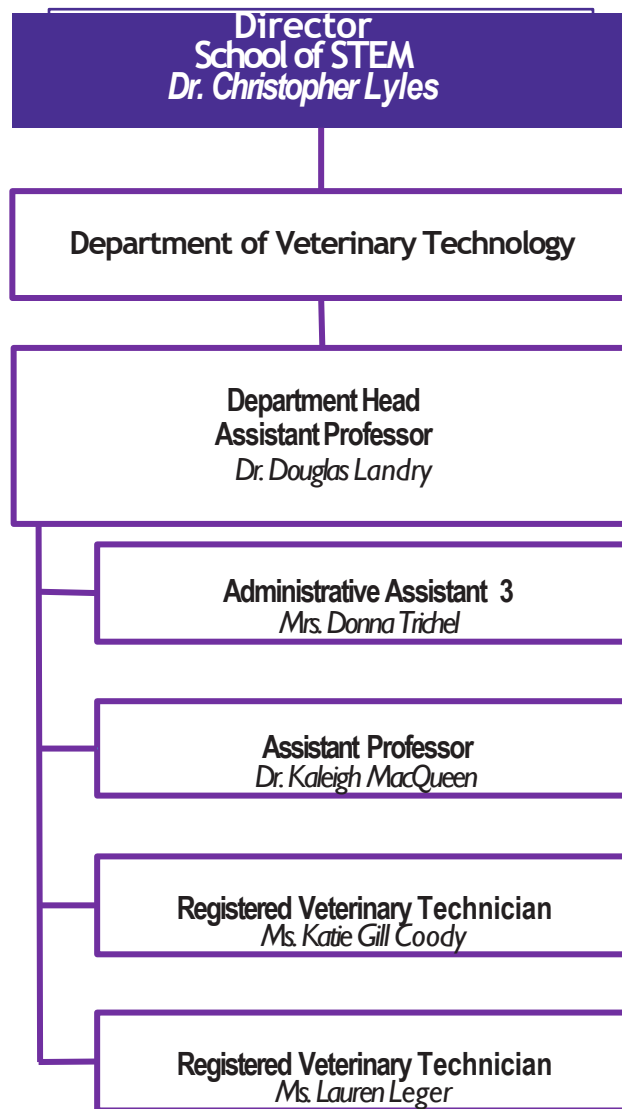 Director
School of STEM
Dr. Christopher Lyles
Department of Veterinary Technology
Department Head
Assistant Professor
Dr. Douglas Landry
Administrative Assistant 3
Mrs. Donna Trichel
Assistant Professor
Dr. Kaleigh MacQueen
Registered Veterinary Technician
Ms. Katie Gill Coody
Registered Veterinary Technician
Ms. Lauren Leger